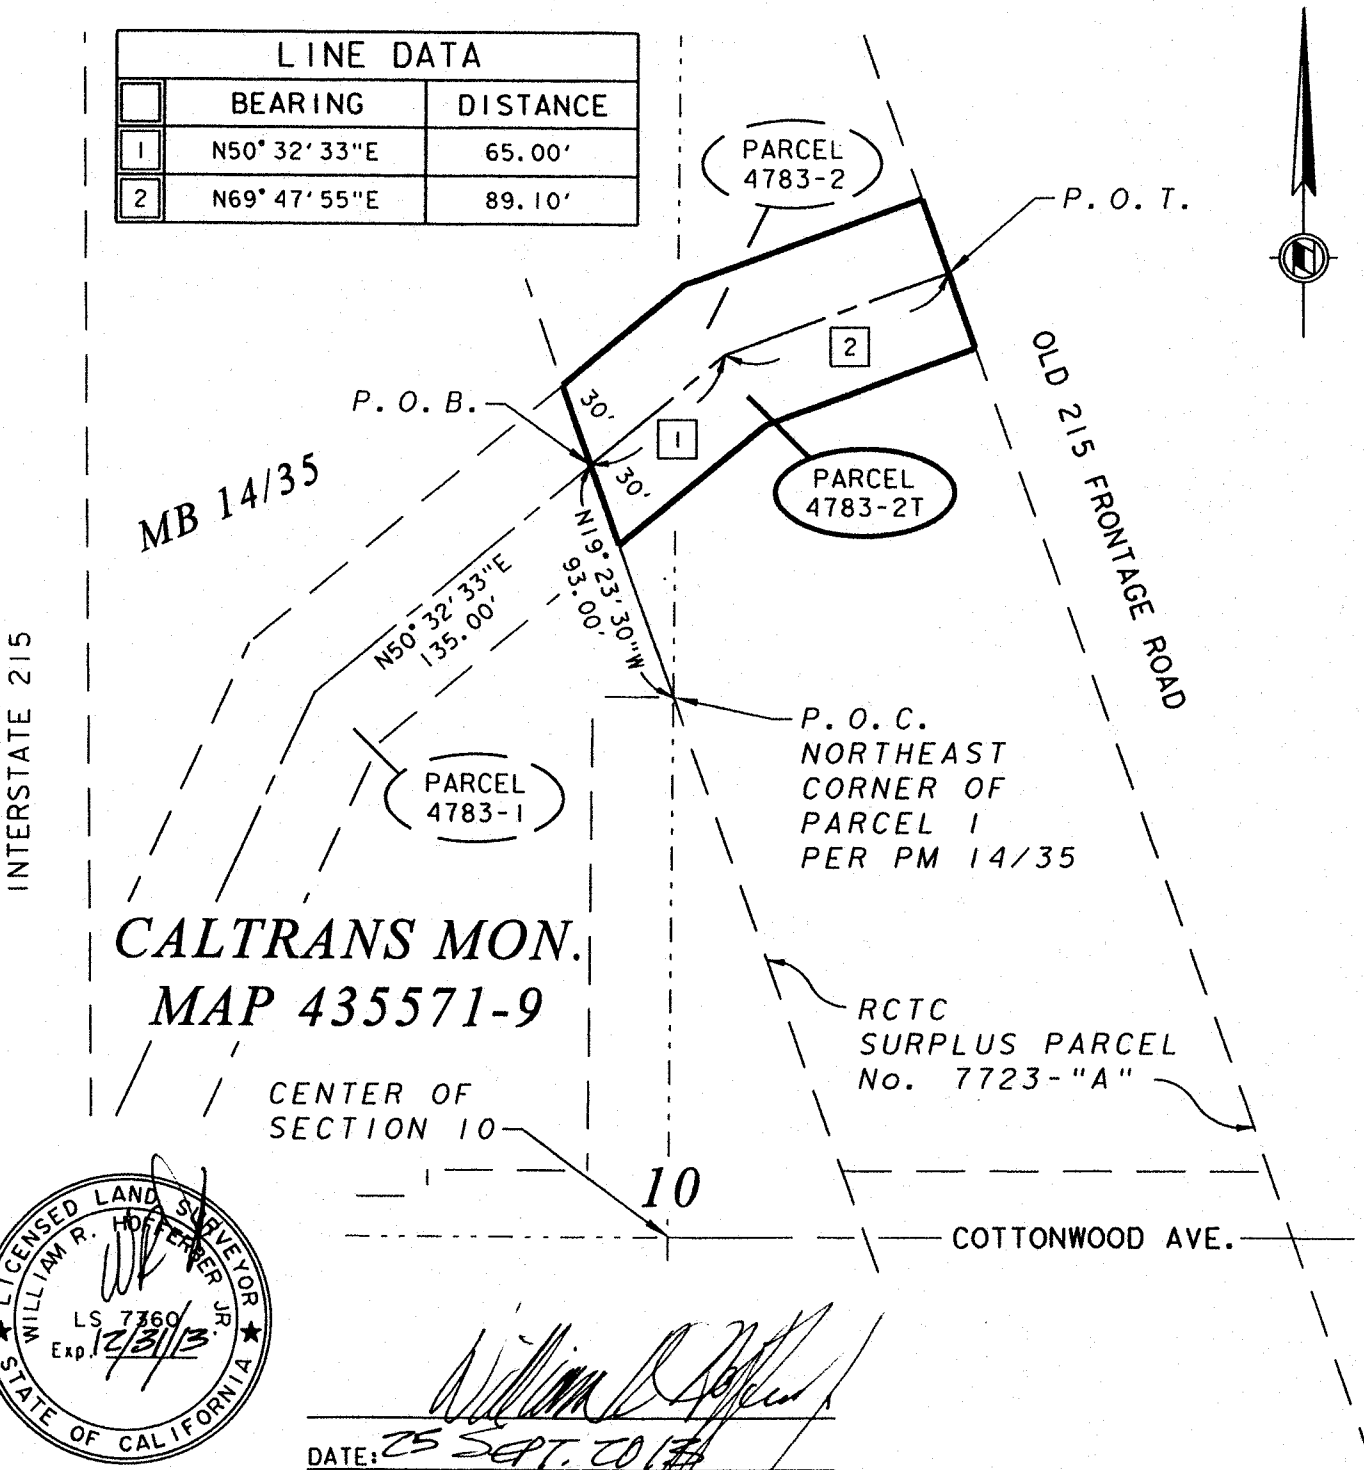 LINE DATA
BEARING DISTANCE
1 N50°32'33"E 65.00'
2 N69°47'55"E 89.10'
PARCEL
4783-2
P.O.T.
P.O.B.
30'
30'
1
2
MB 14/35
PARCEL
4783-2T
OLD 215 FRONTAGE ROAD
N19°23'30"W
93.00'
N50°32'33"E
135.00'
INTERSTATE 215
PARCEL
4783-1
P.O.C.
NORTHEAST
CORNER OF
PARCEL 1
PER PM 14/35
CALTRANS MON.
MAP 435571-9
RCTC
SURPLUS PARCEL
No. 7723-"A"
CENTER OF
SECTION 10
10
COTTONWOOD AVE.
LICENSED LAND SURVEYOR
WILLIAM R. HOFFERBER JR.
LS 7360
Exp. 12/31/13
STATE OF CALIFORNIA
DATE: 25 SEPT. 2013